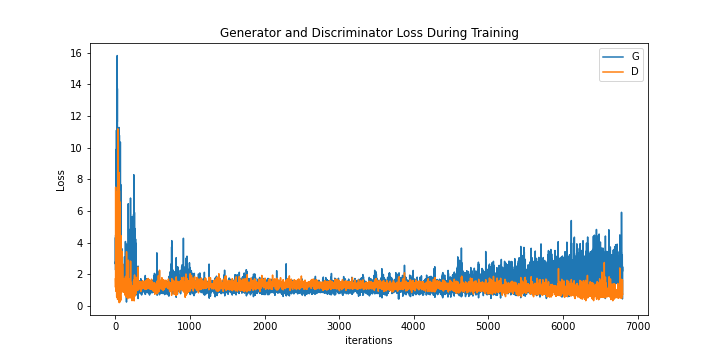 Generator and Discriminator Loss During Training
G
D
Loss
16
14
12
10
8
6
4
2
0
0 1000 2000 3000 4000 5000 6000 7000
iterations